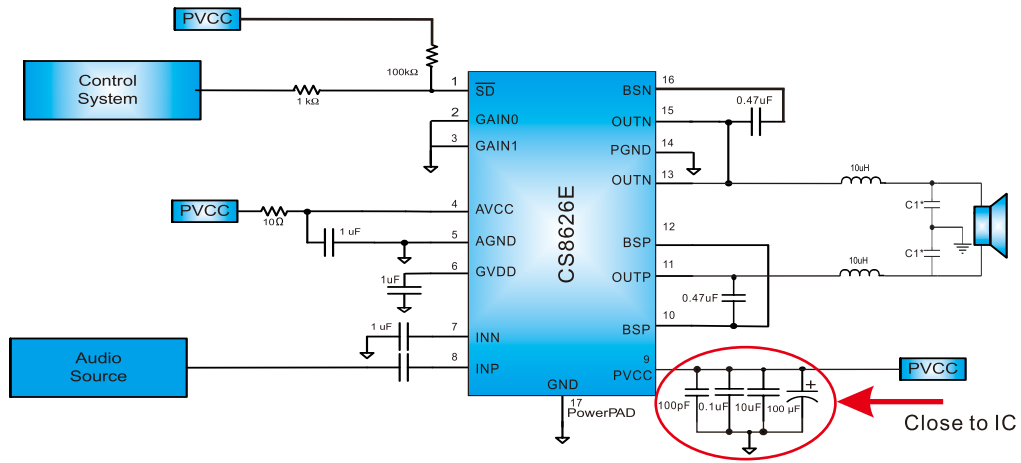 PVCC
Control
System
100kΩ
1 kΩ
1
SD
2
GAIN0
3
GAIN1
PVCC
10Ω
4
AVCC
1 uF
5
AGND
6
GVDD
1uF
1 uF
7
INN
8
INP
Audio
Source
CS8626E
GND
17
PowerPAD
16
BSN
0.47uF
15
OUTN
14
PGND
13
OUTN
10uH
C1*
C1*
12
BSP
11
OUTP
10uH
0.47uF
10
BSP
9
PVCC
PVCC
100pF
0.1uF
10uF
+
100 µF
Close to IC